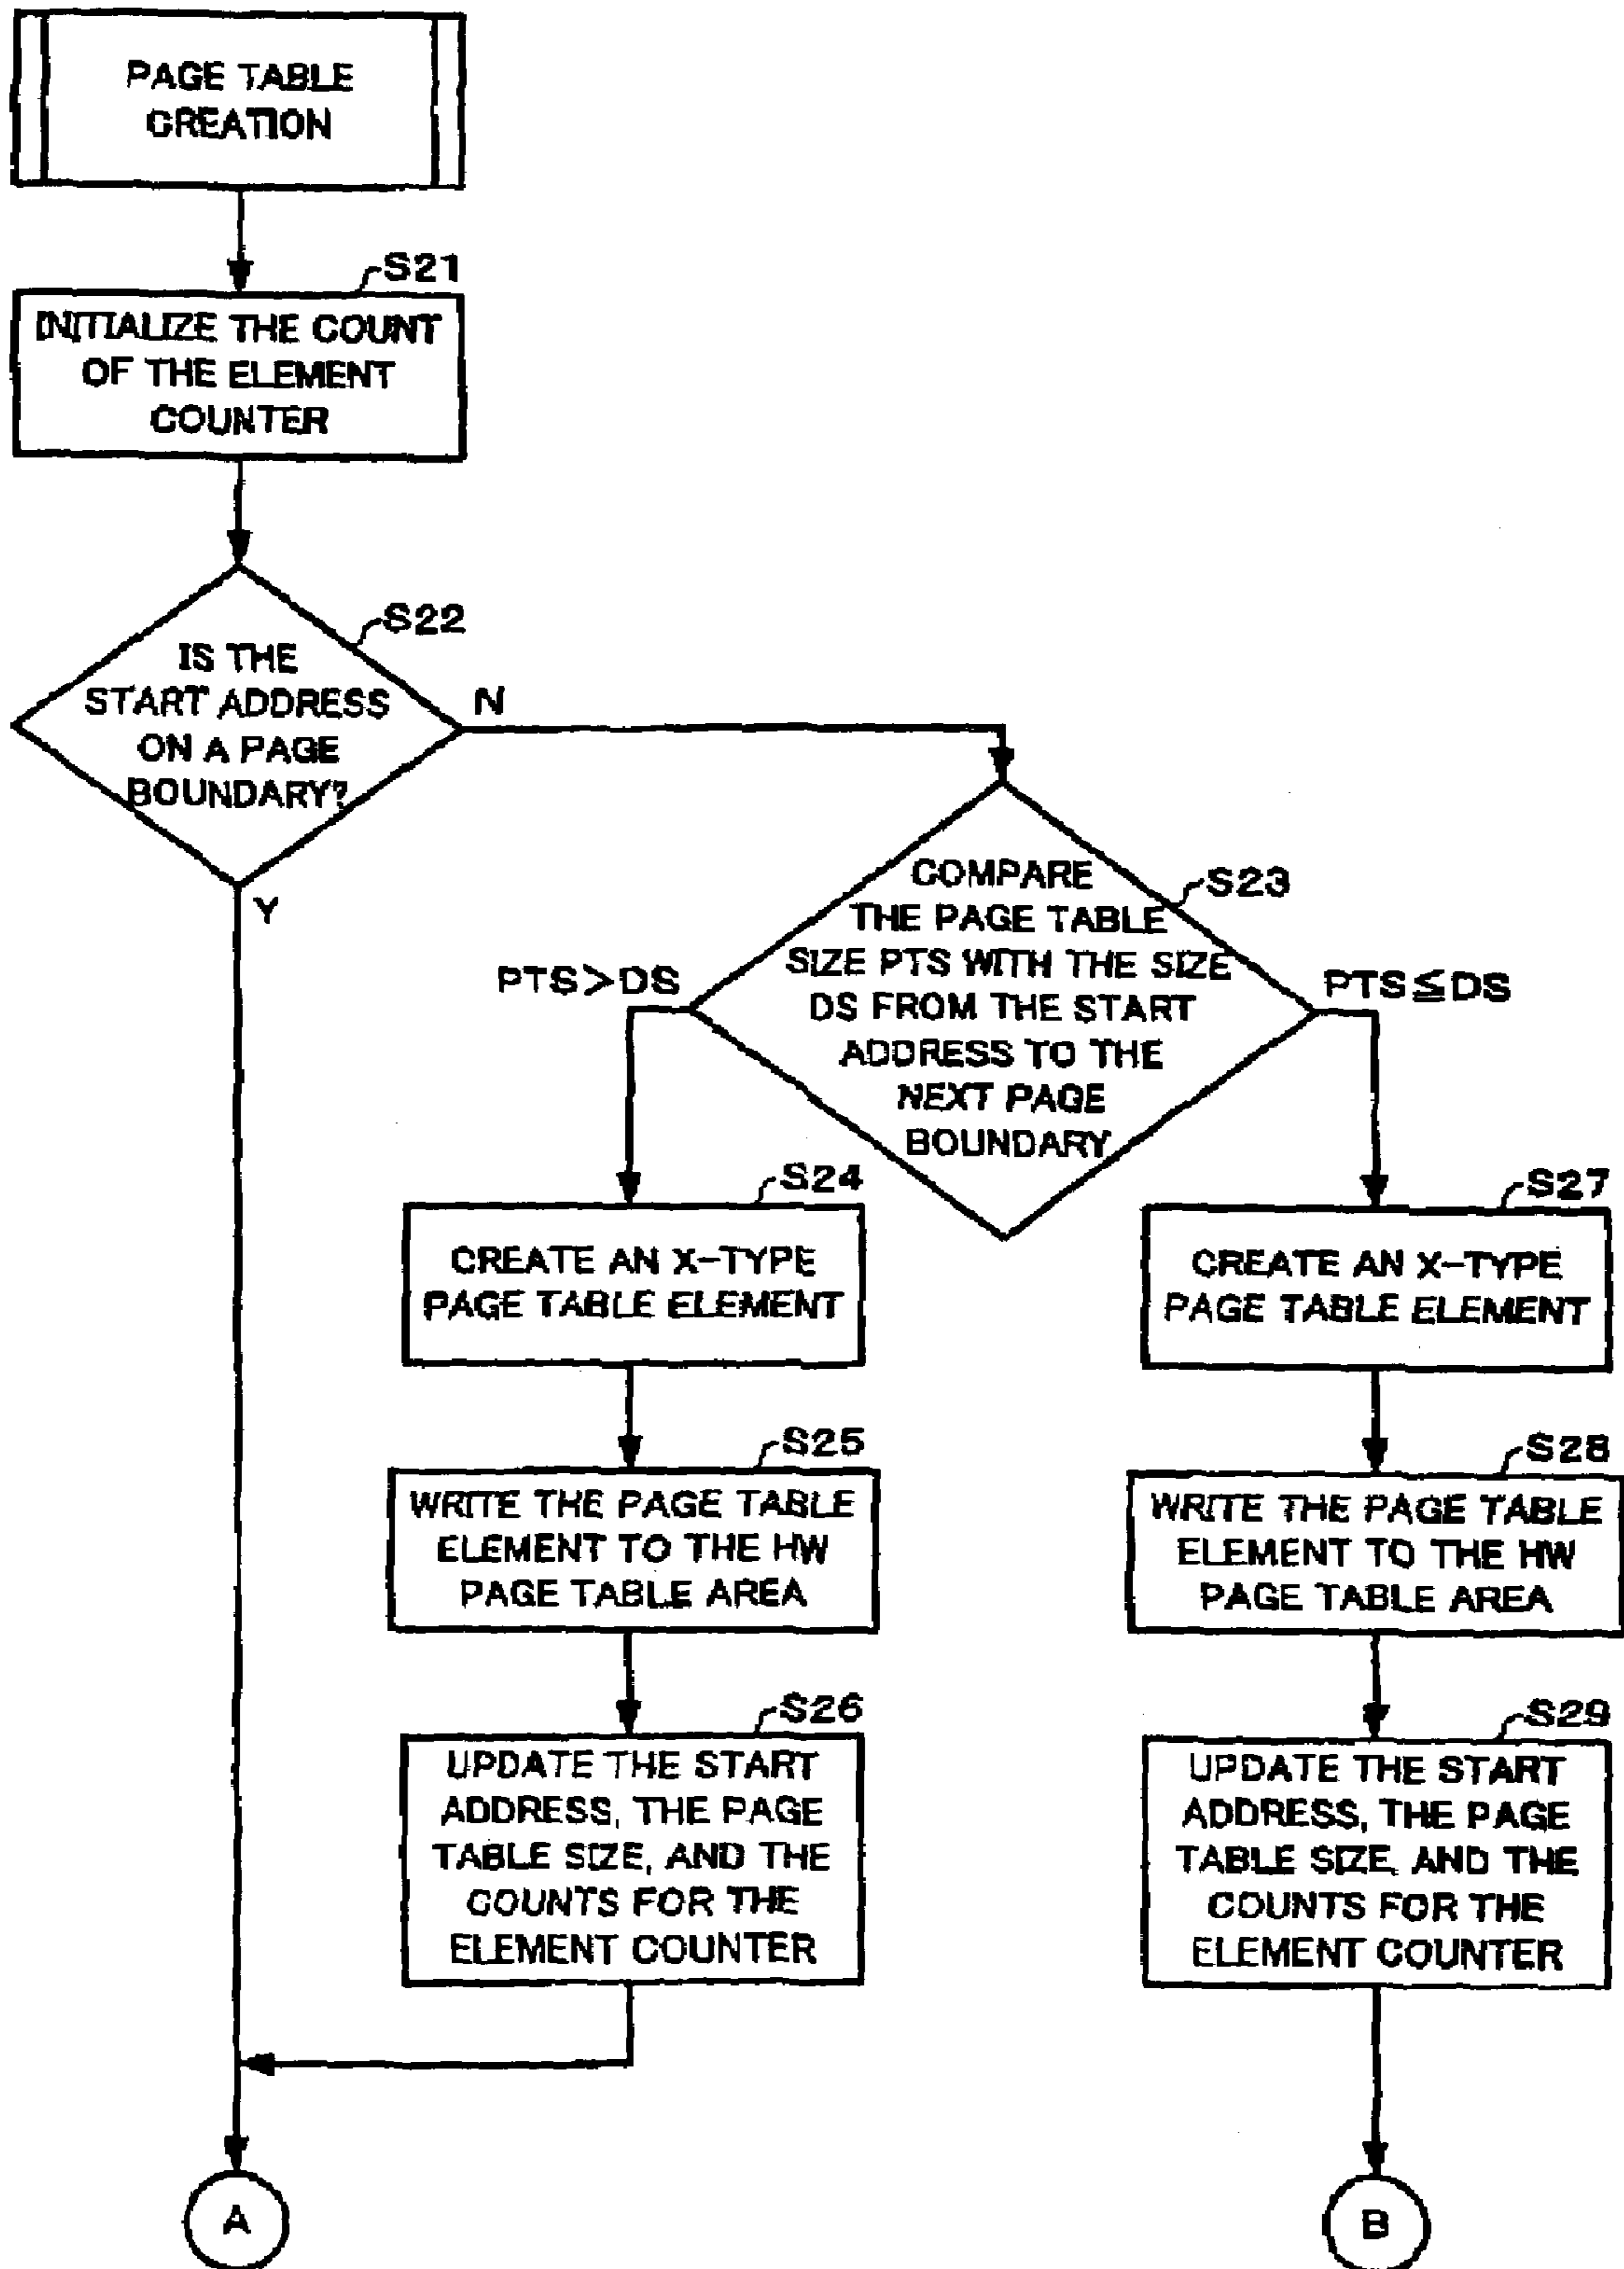 PAGE TABLE
CREATION
S21
INITIALIZE THE COUNT
OF THE ELEMENT
COUNTER
S22
IS THE
START ADDRESS
ON A PAGE
BOUNDARY?
N
Y
S23
COMPARE
THE PAGE TABLE
SIZE PTS WITH THE SIZE
DS FROM THE START
ADDRESS TO THE
NEXT PAGE
BOUNDARY
PTS>DS
PTS≦DS
S24
CREATE AN X-TYPE
PAGE TABLE ELEMENT
S25
WRITE THE PAGE TABLE
ELEMENT TO THE HW
PAGE TABLE AREA
S26
UPDATE THE START
ADDRESS, THE PAGE
TABLE SIZE, AND THE
COUNTS FOR THE
ELEMENT COUNTER
S27
CREATE AN X-TYPE
PAGE TABLE ELEMENT
S28
WRITE THE PAGE TABLE
ELEMENT TO THE HW
PAGE TABLE AREA
S29
UPDATE THE START
ADDRESS, THE PAGE
TABLE SIZE, AND THE
COUNTS FOR THE
ELEMENT COUNTER
A
B